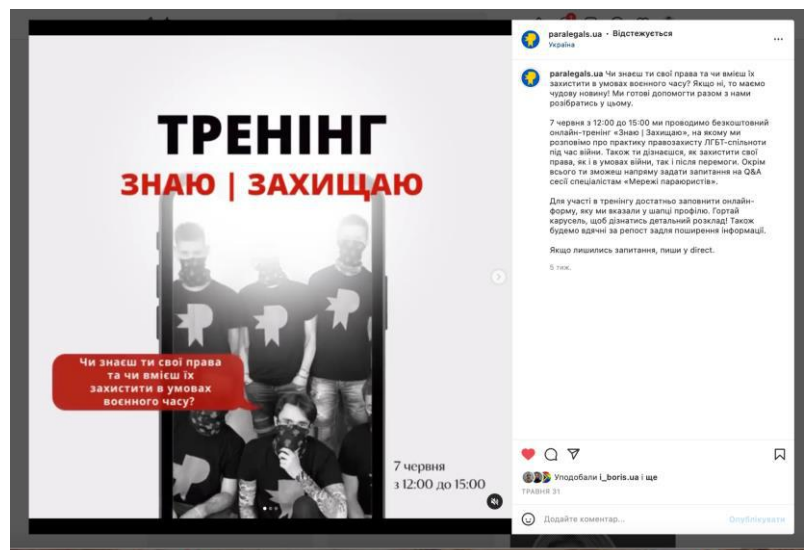 ТРЕНІНГ
ЗНАЮ | ЗАХИЩАЮ
Чи знаєш ти свої права
та чи вмієш їх
захистити в умовах
воєнного часу?
7 червня
з 12:00 до 15:00
paralegals.ua • Відстежується
Україна
paralegals.ua Чи знаєш ти свої права та чи вмієш їх
захистити в умовах воєнного часу? Якщо ні, то маємо
чудову новину! Ми готові допомогти разом з нами
розібратись у цьому.
7 червня з 12:00 до 15:00 ми проводимо безкоштовний
онлайн-тренінг «Знаю | Захищаю», на якому ми
розповімо про практику правозахисту ЛГБТ-спільноти
під час війни. Також ти дізнаєшся, як захистити свої
права, як і в умовах війни, так і після перемоги. Окрім
всього ти зможеш напряму задати запитання на Q&A
сесії спеціалістам «Мережі параюристів».
Для участі в тренінгу достатньо заповнити онлайн-
форму, яку ми вказали у шапці профілю. Гортай
карусель, щоб дізнатись детальний розклад! Також
будемо вдячні за репост задля поширення інформації.
Якщо лишились запитання, пиши у direct.
5 тиж.
Уподобали i_boris.ua і ще
ТРАВНЯ 31
Додайте коментар...
Опублікувати